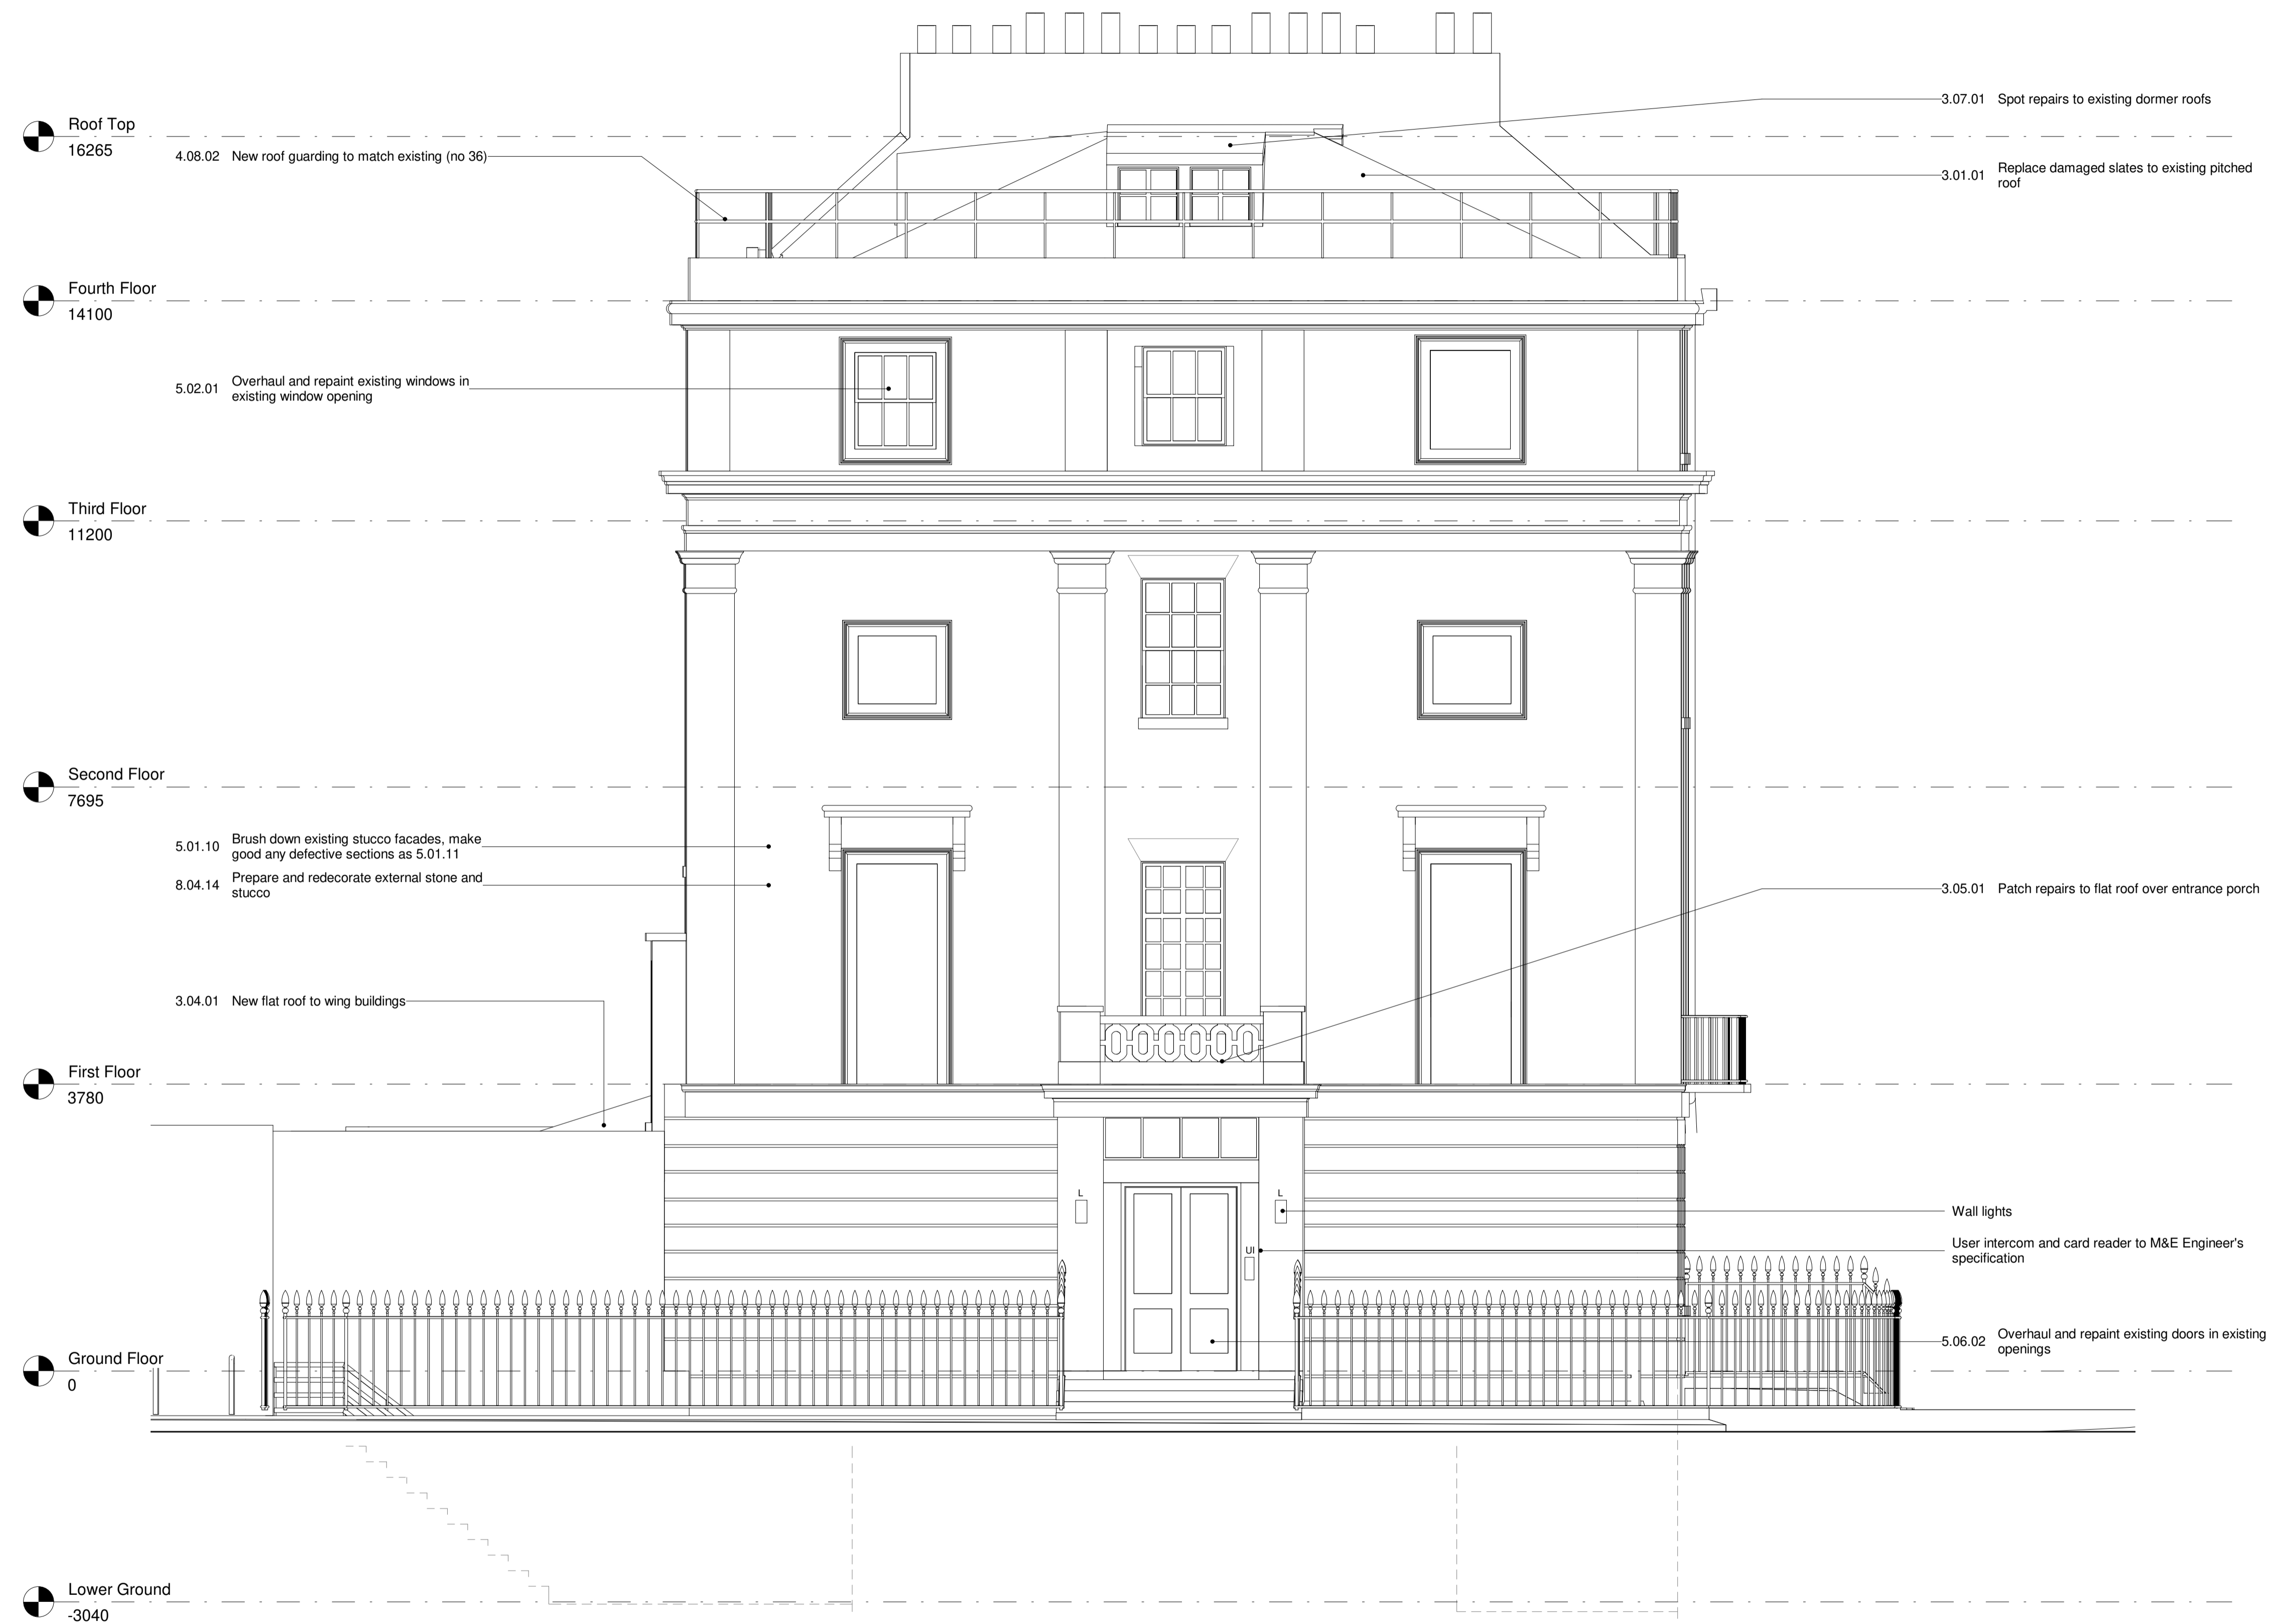 Roof Top
16265
4.08.02 New roof guarding to match existing (no 36)
3.07.01 Spot repairs to existing dormer roofs
3.01.01 Replace damaged slates to existing pitched
roof
Fourth Floor
14100
5.02.01 Overhaul and repaint existing windows in
existing window opening
Third Floor
11200
Second Floor
7695
5.01.10 Brush down existing stucco facades, make
good any defective sections as 5.01.11
8.04.14 Prepare and redecorate external stone and
stucco
3.05.01 Patch repairs to flat roof over entrance porch
3.04.01 New flat roof to wing buildings
First Floor
3780
L
L
Wall lights
UI
User intercom and card reader to M&E Engineer's
specification
5.06.02 Overhaul and repaint existing doors in existing
openings
Ground Floor
0
Lower Ground
-3040